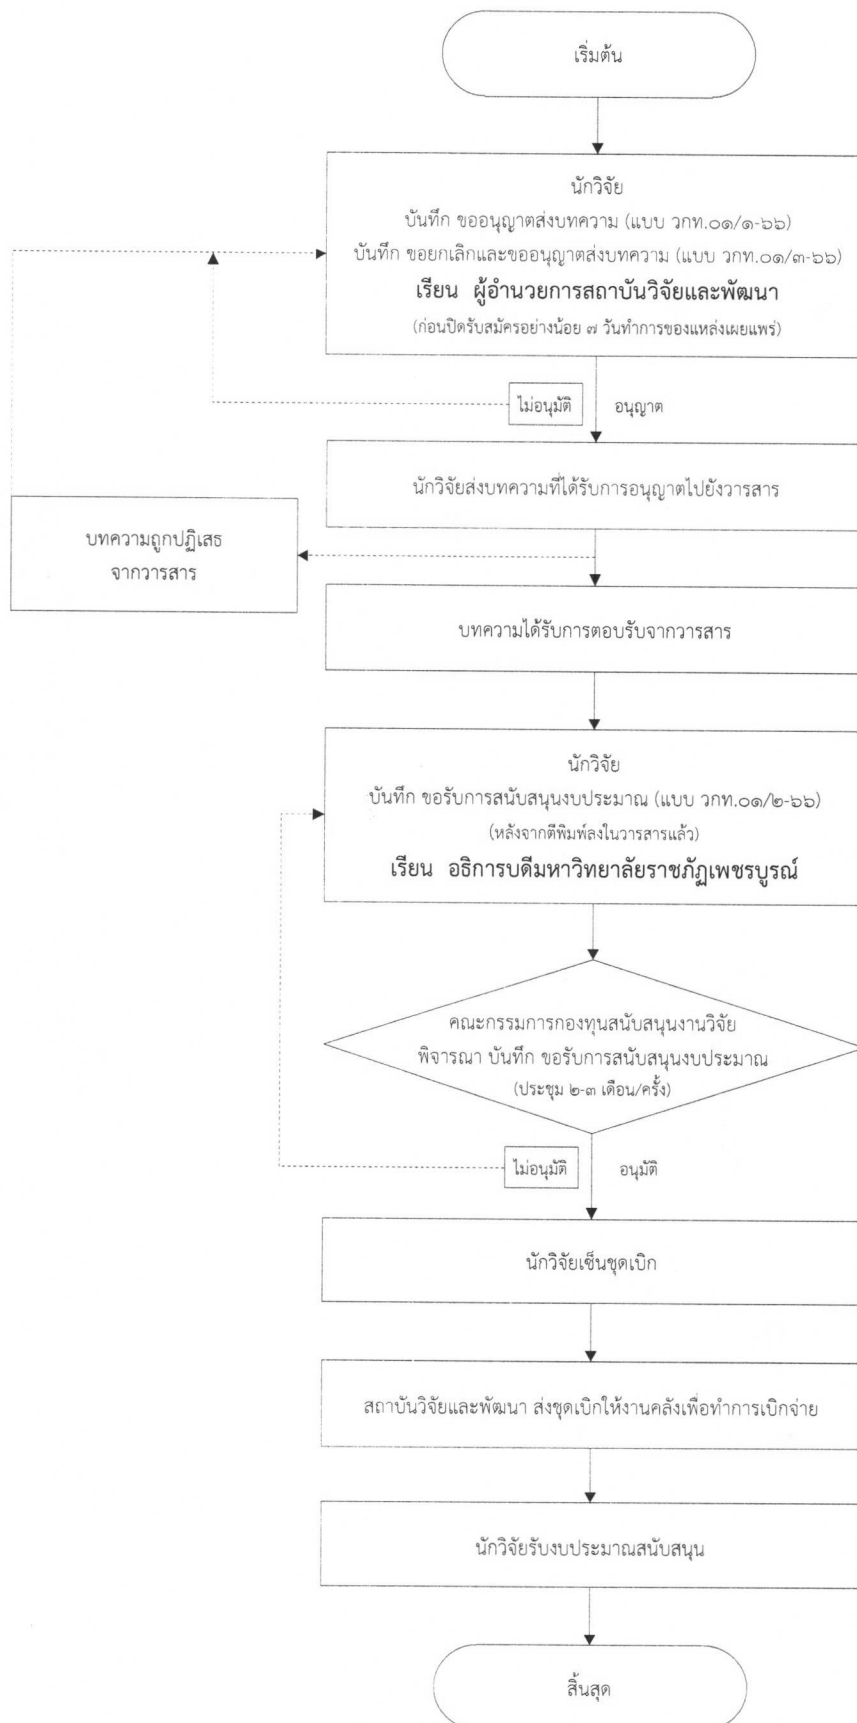 เริ่มต้น
นักวิจัย
บันทึก ขออนุญาตส่งบทความ (แบบ วกท.๐๑/๑-๖๖)
บันทึก ขอยกเลิกและขออนุญาตส่งบทความ (แบบ วกท.๐๑/๓-๖๖)
เรียน ผู้อำนวยการสถาบันวิจัยและพัฒนา
(ก่อนปิดรับสมัครอย่างน้อย ๗ วันทำการของแหล่งเผยแพร่)
ไม่อนุมัติ อนุญาต
นักวิจัยส่งบทความที่ได้รับการอนุญาตไปยังวารสาร
บทความถูกปฏิเสธ
จากวารสาร
บทความได้รับการตอบรับจากวารสาร
นักวิจัย
บันทึก ขอรับการสนับสนุนงบประมาณ (แบบ วกท.๐๑/๒-๖๖)
(หลังจากตีพิมพ์ลงในวารสารแล้ว)
เรียน อธิการบดีมหาวิทยาลัยราชภัฏเพชรบูรณ์
คณะกรรมการกองทุนสนับสนุนงานวิจัย
พิจารณา บันทึก ขอรับการสนับสนุนงบประมาณ
(ประชุม ๒-๓ เดือน/ครั้ง)
ไม่อนุมัติ อนุมัติ
นักวิจัยเซ็นชุดเบิก
สถาบันวิจัยและพัฒนา ส่งชุดเบิกให้งานคลังเพื่อทำการเบิกจ่าย
นักวิจัยรับงบประมาณสนับสนุน
สิ้นสุด